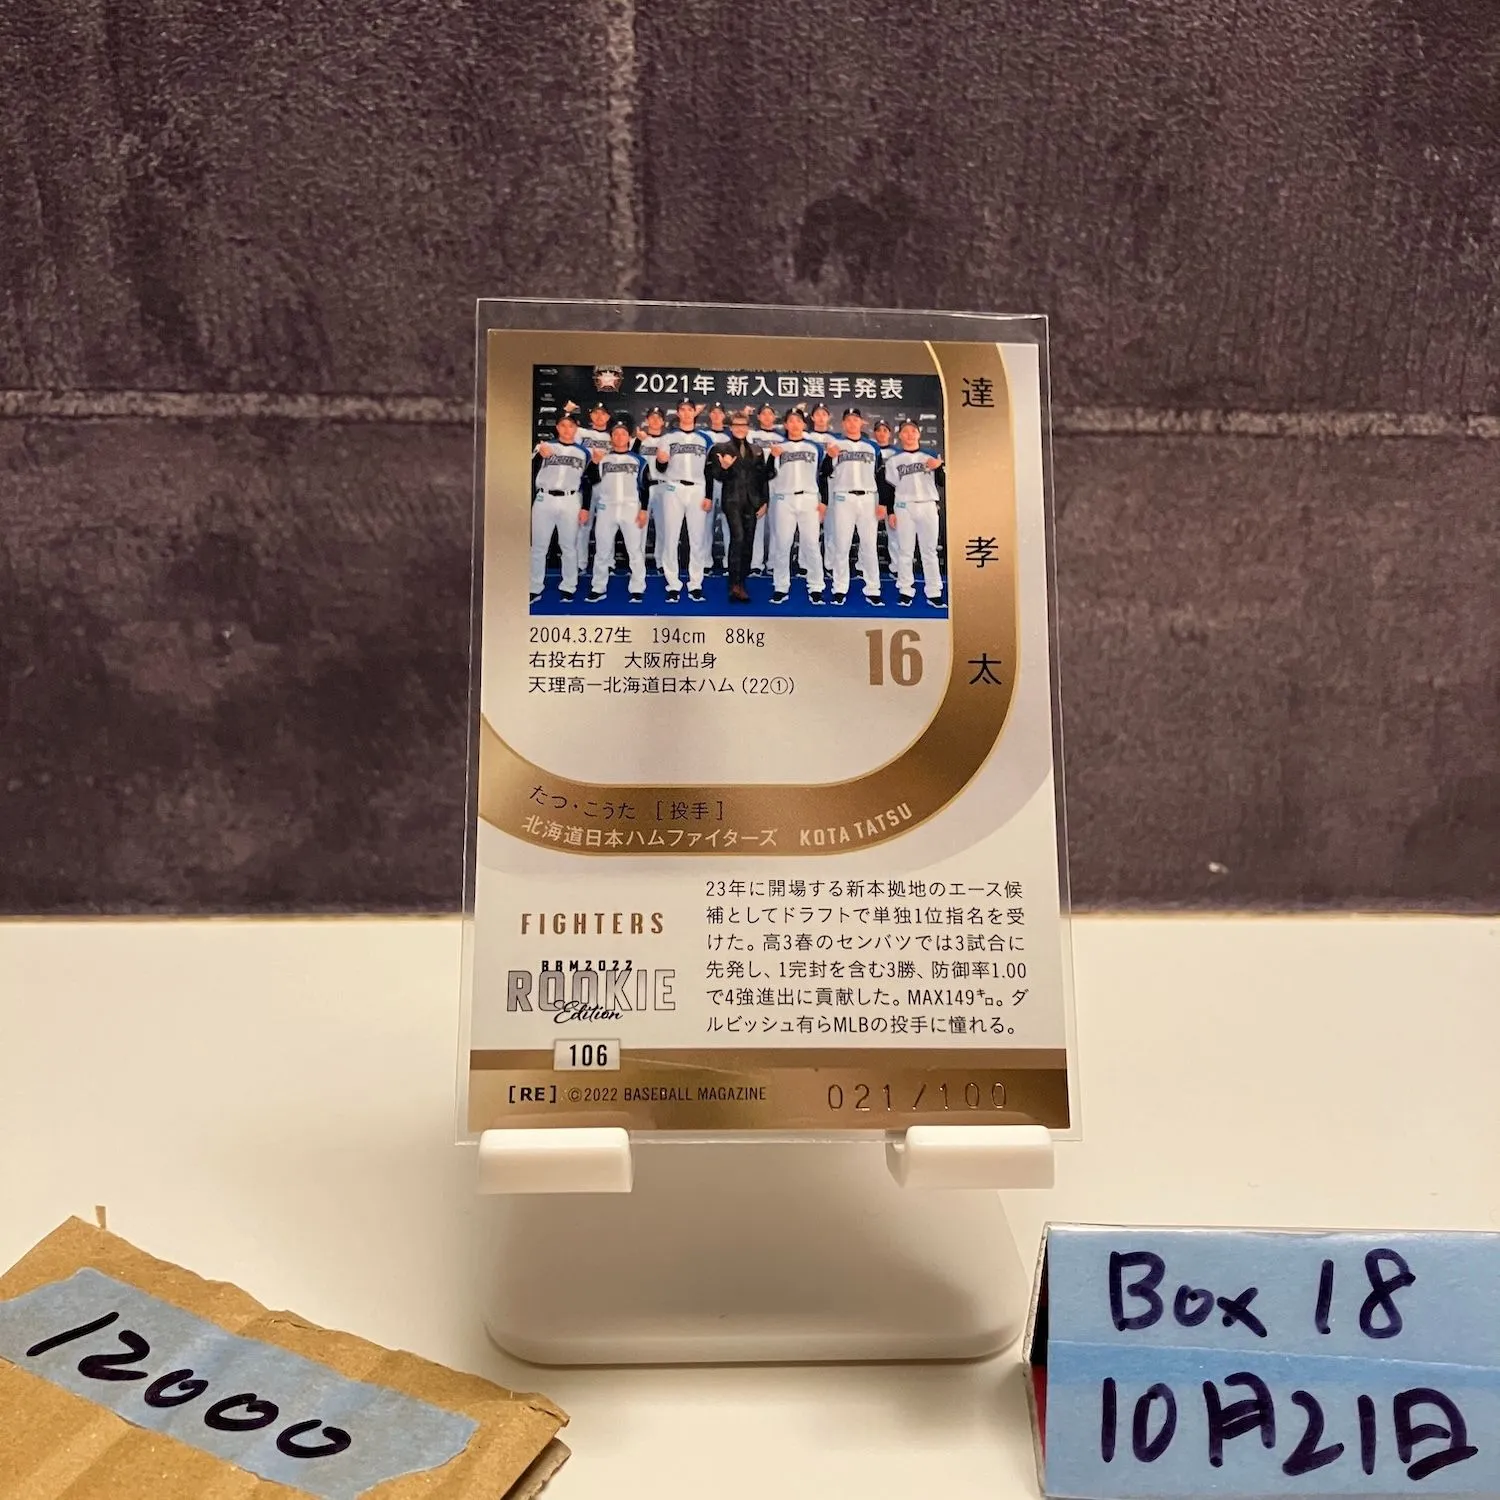 2021年 新入団選手発表
達孝太
2004.3.27生 194cm 88kg
右投右打 大阪府出身
天理高ー北海道日本ハム(22①)
16
たつ・こうた [投手]
北海道日本ハムファイターズ KOTA TATSU
FIGHTERS
BBM2022
ROOKIE
Edition
23年に開場する新本拠地のエース候
補としてドラフトで単独1位指名を受
けた。高3春のセンバツでは3試合に
先発し、1完封を含む3勝、防御率1.00
で4強進出に貢献した。MAX149㌔。ダ
ルビッシュ有らMLBの投手に憧れる。
106
[RE] ©2022 BASEBALL MAGAZINE
021/100
12000
Box 18
10月21日